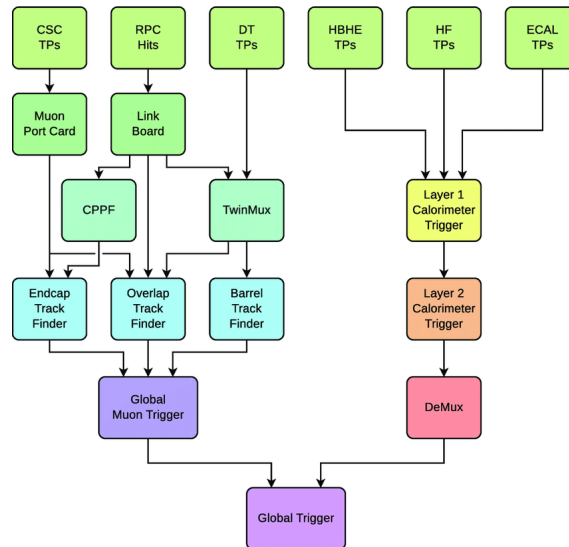 CSC
TPs
RPC
Hits
DT
TPs
HBHE
TPs
HF
TPs
ECAL
TPs
Muon
Port Card
Link
Board
CPPF
TwinMux
Layer 1
Calorimeter
Trigger
Endcap
Track
Finder
Overlap
Track
Finder
Barrel
Track
Finder
Layer 2
Calorimeter
Trigger
Global
Muon Trigger
DeMux
Global Trigger